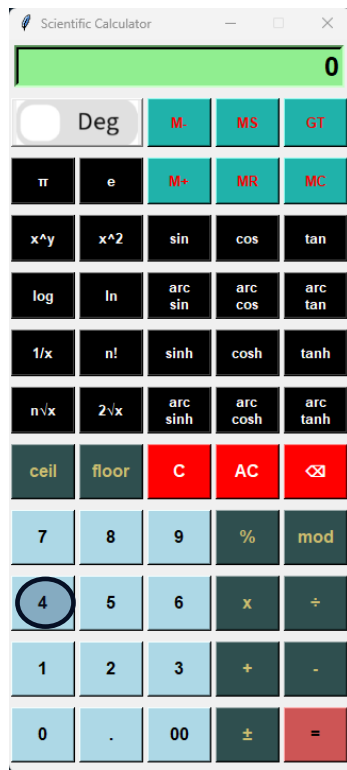 Scientific Calculator
0
Deg M- MS GT
π e M+ MR MC
x^y x^2 sin cos tan
log ln arc sin arc cos arc tan
1/x n! sinh cosh tanh
n√x 2√x arc sinh arc cosh arc tanh
ceil floor C AC ⌫
7 8 9 % mod
4 5 6 x ÷
1 2 3 + -
0 . 00 ± =